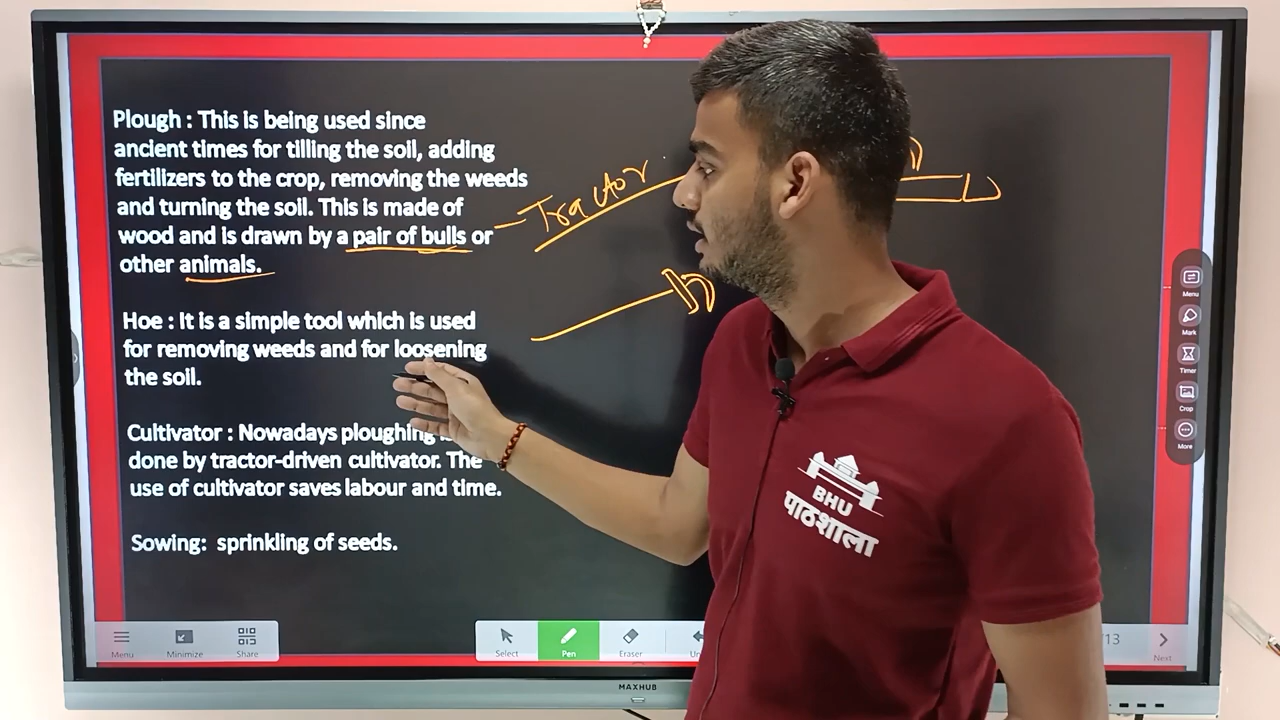 Plough : This is being used since
ancient times for tilling the soil, adding
fertilizers to the crop, removing the weeds
and turning the soil. This is made of
wood and is drawn by a pair of bulls or
other animals.
Tractor
Hoe : It is a simple tool which is used
for removing weeds and for loosening
the soil.
Cultivator : Nowadays ploughing
done by tractor-driven cultivator. The
use of cultivator saves labour and time.
Sowing: sprinkling of seeds.
Menu
Mark
Timer
Crop
More
BHU
पाठशाला
Menu
Minimize
Share
Select
Pen
Eraser
/13
Next
MAXHUB